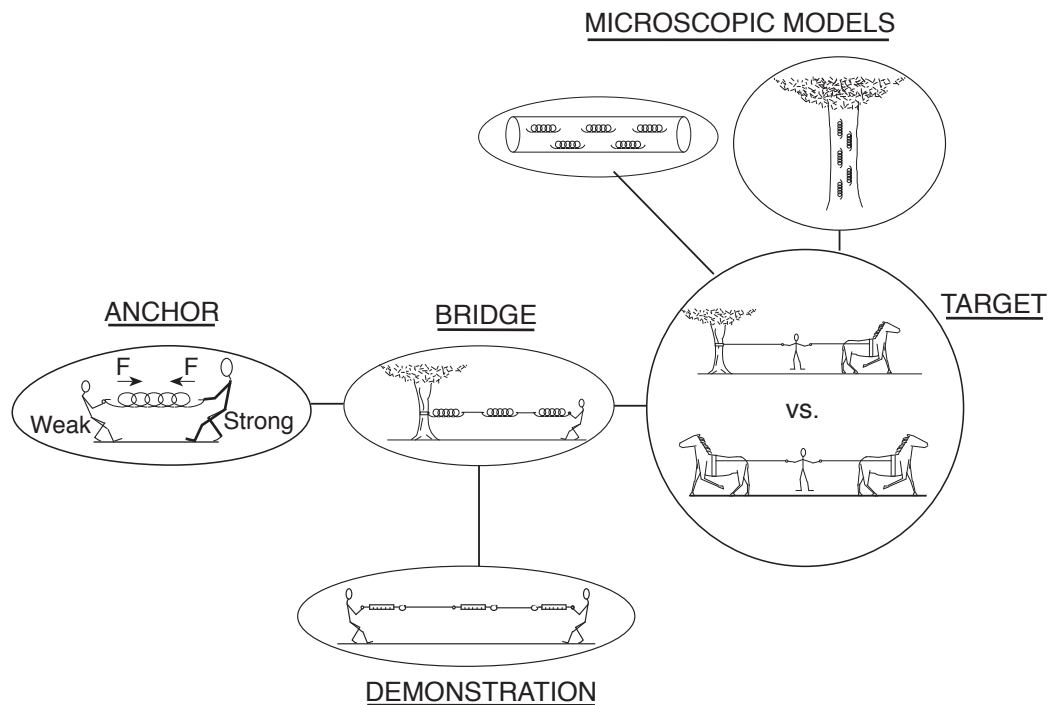 MICROSCOPIC MODELS
ANCHOR
BRIDGE
TARGET
F F
Weak Strong
vs.
DEMONSTRATION